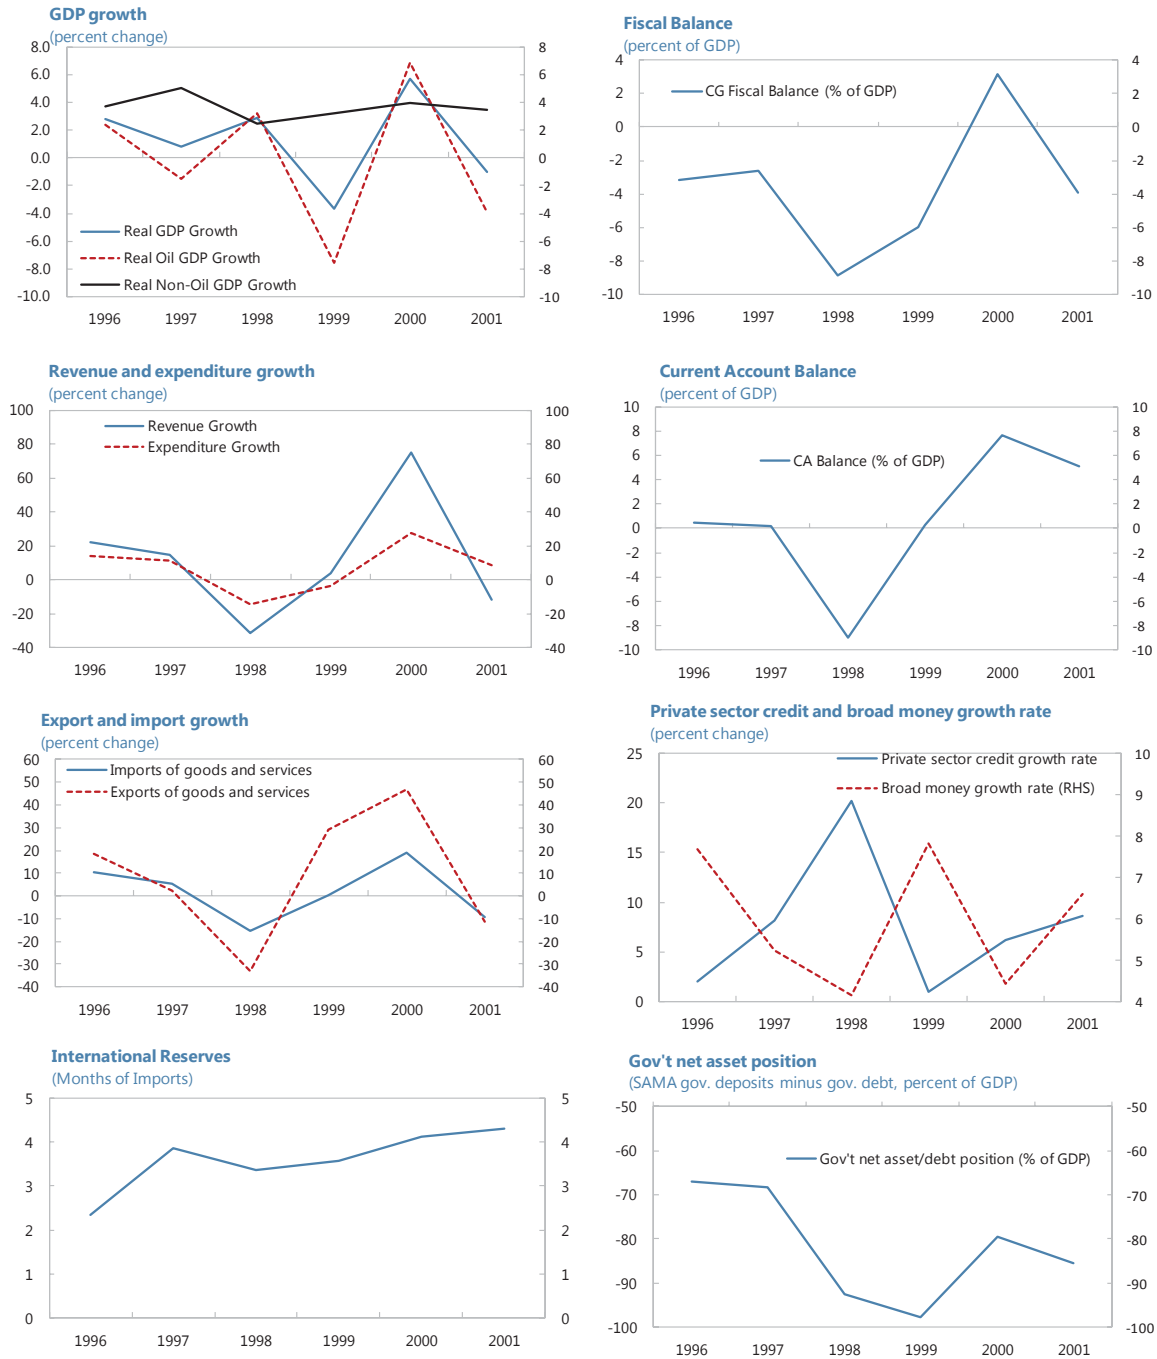 GDP growth
(percent change)
8.0 8
6.0 6
4.0 4
2.0 2
0.0 0
-2.0 -2
-4.0 -4
-6.0 -6
-8.0 -8
-10.0 -10
Real GDP Growth
Real Oil GDP Growth
Real Non-Oil GDP Growth
1996 1997 1998 1999 2000 2001
Fiscal Balance
(percent of GDP)
4 4
2 2
0 0
-2 -2
-4 -4
-6 -6
-8 -8
-10 -10
CG Fiscal Balance (% of GDP)
1996 1997 1998 1999 2000 2001
Revenue and expenditure growth
(percent change)
100 100
80 80
60 60
40 40
20 20
0 0
-20 -20
-40 -40
Revenue Growth
Expenditure Growth
1996 1997 1998 1999 2000 2001
Current Account Balance
(percent of GDP)
10 10
8 8
6 6
4 4
2 2
0 0
-2 -2
-4 -4
-6 -6
-8 -8
-10 -10
CA Balance (% of GDP)
1996 1997 1998 1999 2000 2001
Export and import growth
(percent change)
60 60
50 50
40 40
30 30
20 20
10 10
0 0
-10 -10
-20 -20
-30 -30
-40 -40
Imports of goods and services
Exports of goods and services
1996 1997 1998 1999 2000 2001
Private sector credit and broad money growth rate
(percent change)
25 10
20 9
15 8
10 7
5 6
0 5
4
Private sector credit growth rate
Broad money growth rate (RHS)
1996 1997 1998 1999 2000 2001
International Reserves
(Months of Imports)
5 5
4 4
3 3
2 2
1 1
0 0
1996 1997 1998 1999 2000 2001
Gov't net asset position
(SAMA gov. deposits minus gov. debt, percent of GDP)
-50 -50
-60 -60
-70 -70
-80 -80
-90 -90
-100 -100
Gov't net asset/debt position (% of GDP)
1996 1997 1998 1999 2000 2001